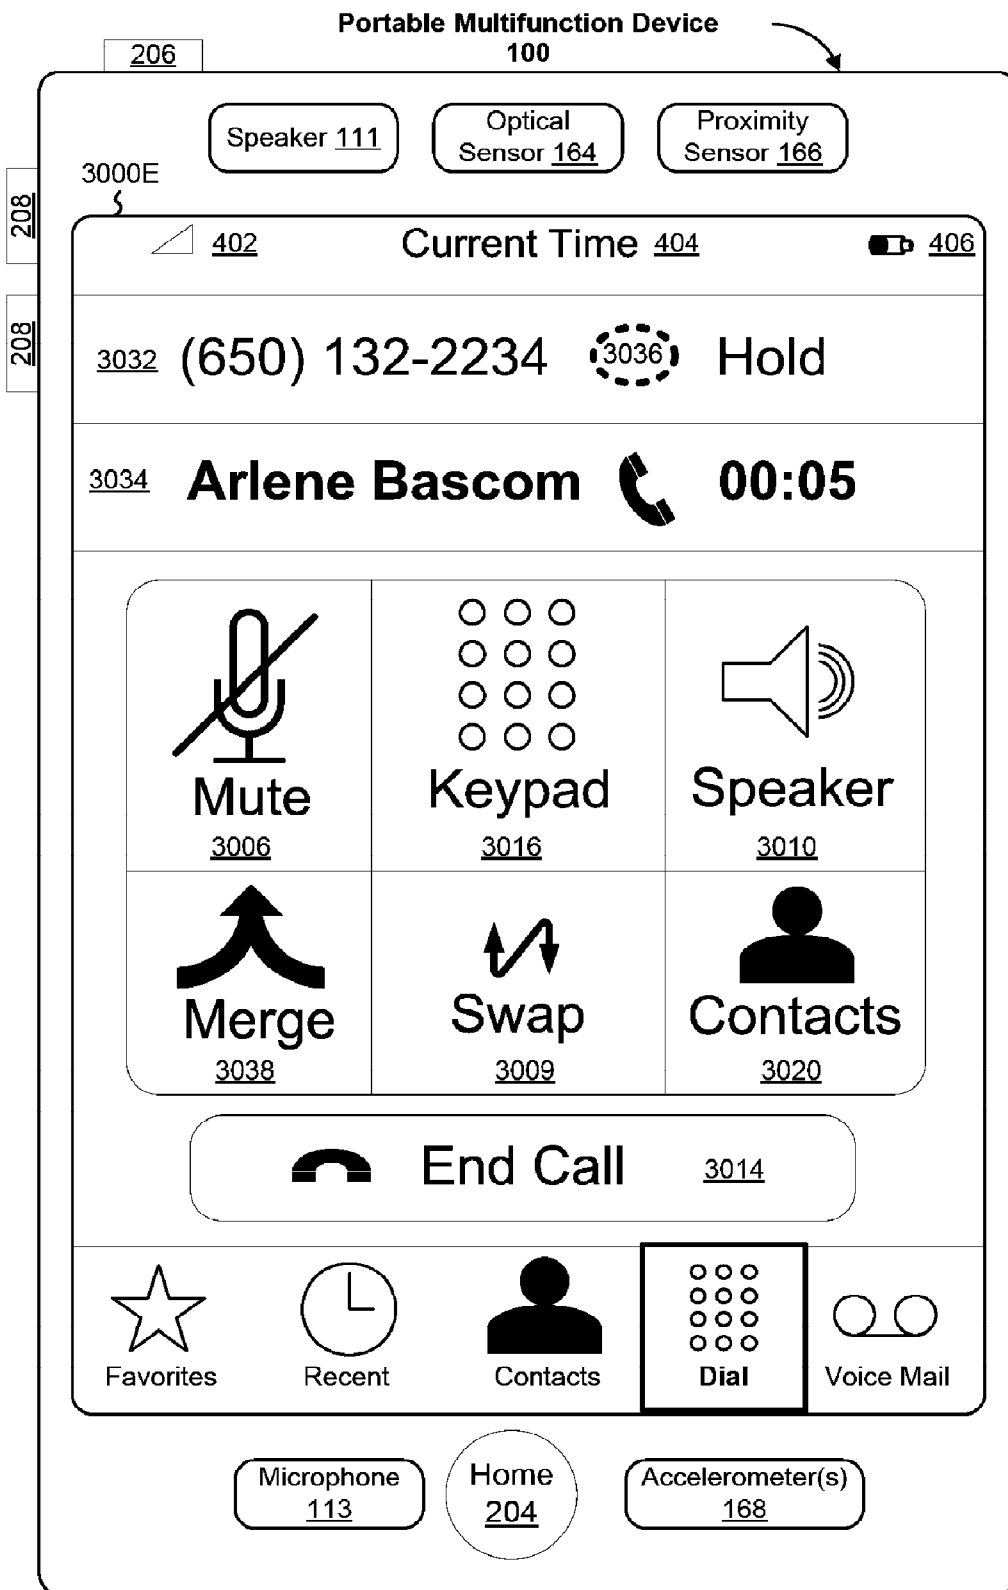 Portable Multifunction Device
100
206
Speaker 111
Optical
Sensor 164
Proximity
Sensor 166
208
208
3000E
402 Current Time 404 406
3032 (650) 132-2234 3036 Hold
3034 Arlene Bascom 00:05
Mute
3006
Keypad
3016
Speaker
3010
Merge
3038
Swap
3009
Contacts
3020
End Call 3014
Favorites Recent Contacts Dial Voice Mail
Microphone
113
Home
204
Accelerometer(s)
168